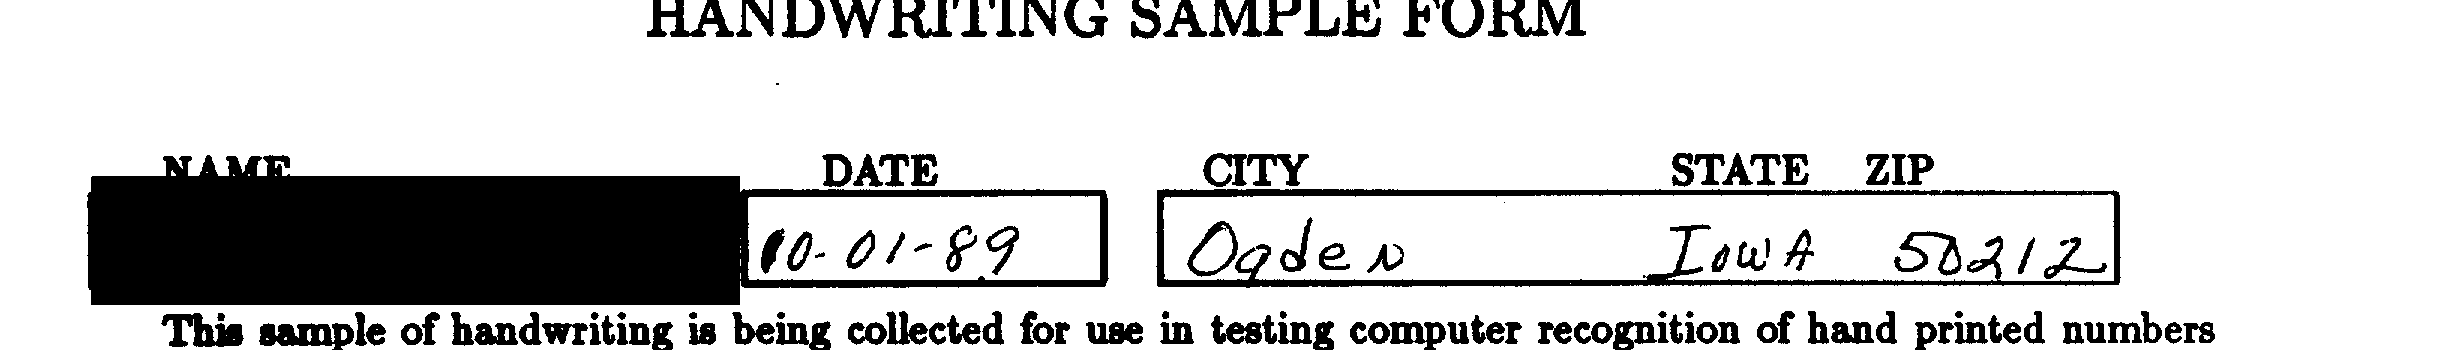 HANDWRITING SAMPLE FORM
NAME DATE CITY STATE ZIP
10-01-89 Ogden Iowa 50212
This sample of handwriting is being collected for use in testing computer recognition of hand printed numbers